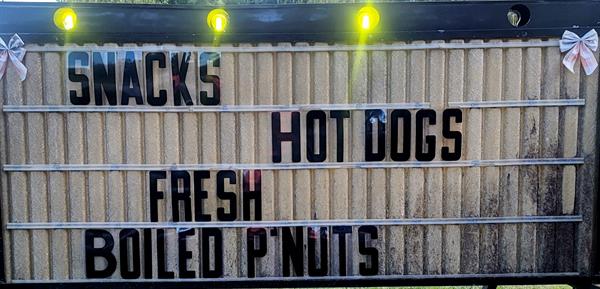 SNACKS
HOT DOGS
FRESH
BOILED P'NUTS